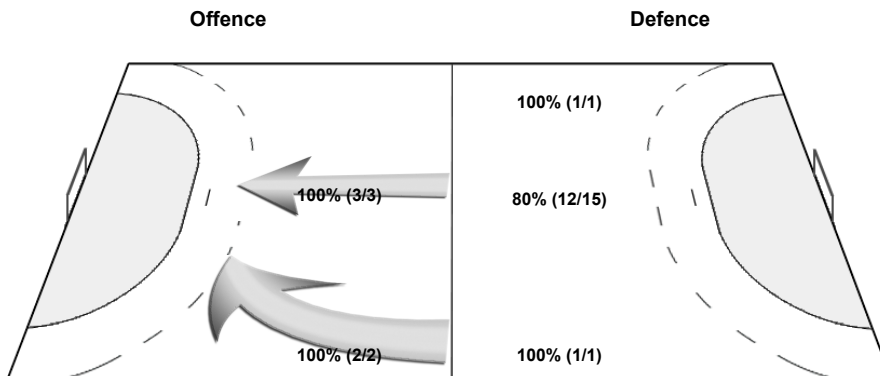 Offence Defence
100% (1/1)
100% (3/3) 80% (12/15)
100% (2/2) 100% (1/1)